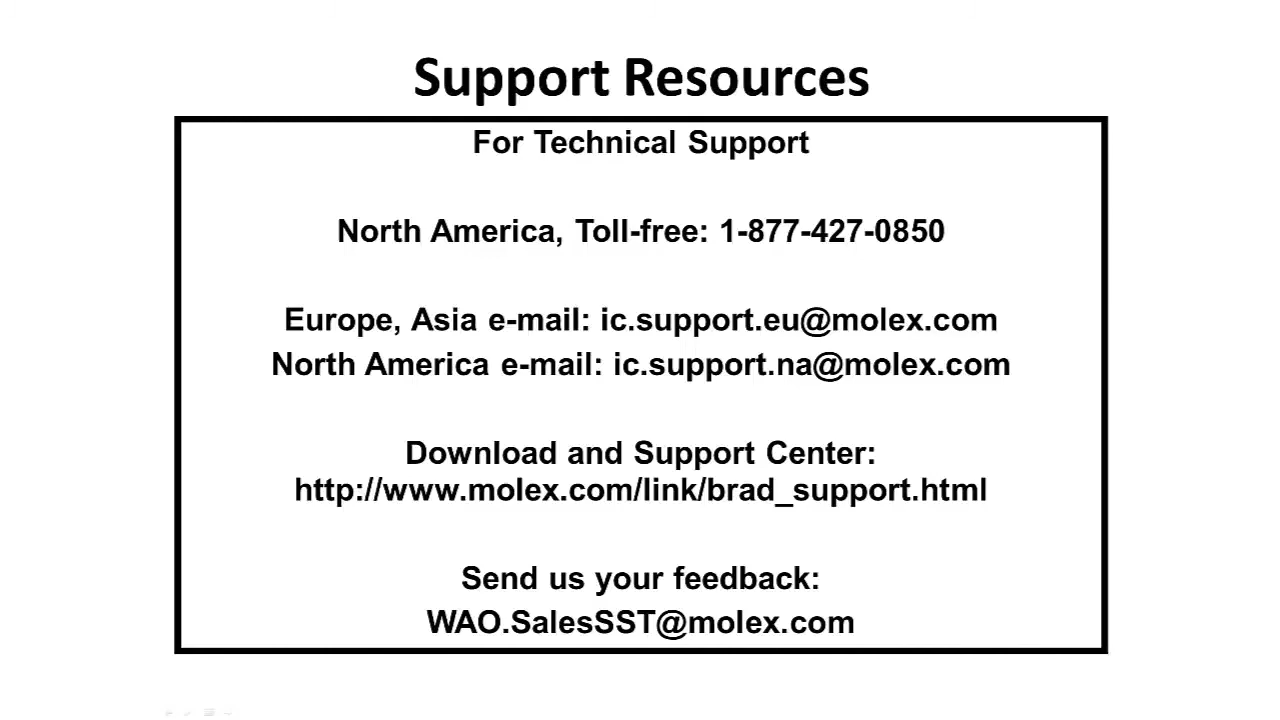 Support Resources
For Technical Support
North America, Toll-free: 1-877-427-0850
Europe, Asia e-mail: ic.support.eu@molex.com
North America e-mail: ic.support.na@molex.com
Download and Support Center:
http://www.molex.com/link/brad_support.html
Send us your feedback:
WAO.SalesSST@molex.com